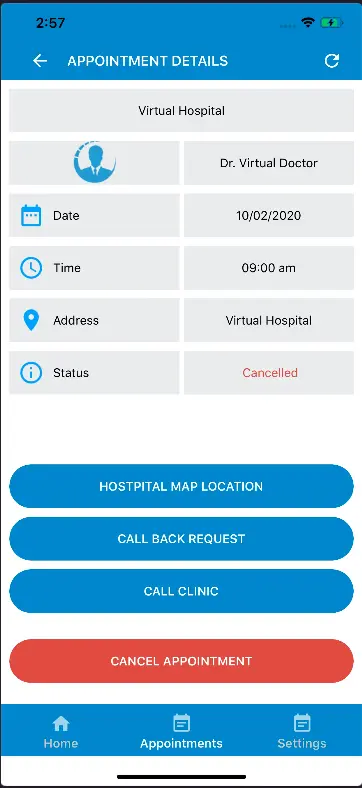 2:57
APPOINTMENT DETAILS
Virtual Hospital
Dr. Virtual Doctor
Date
10/02/2020
Time
09:00 am
Address
Virtual Hospital
Status
Cancelled
HOSTPITAL MAP LOCATION
CALL BACK REQUEST
CALL CLINIC
CANCEL APPOINTMENT
Home
Appointments
Settings